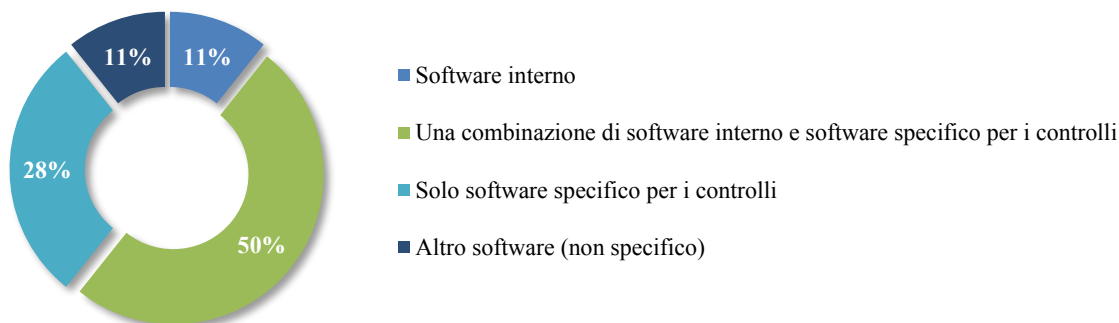 11%
11%
28%
50%
Software interno
Una combinazione di software interno e software specifico per i controlli
Solo software specifico per i controlli
Altro software (non specifico)